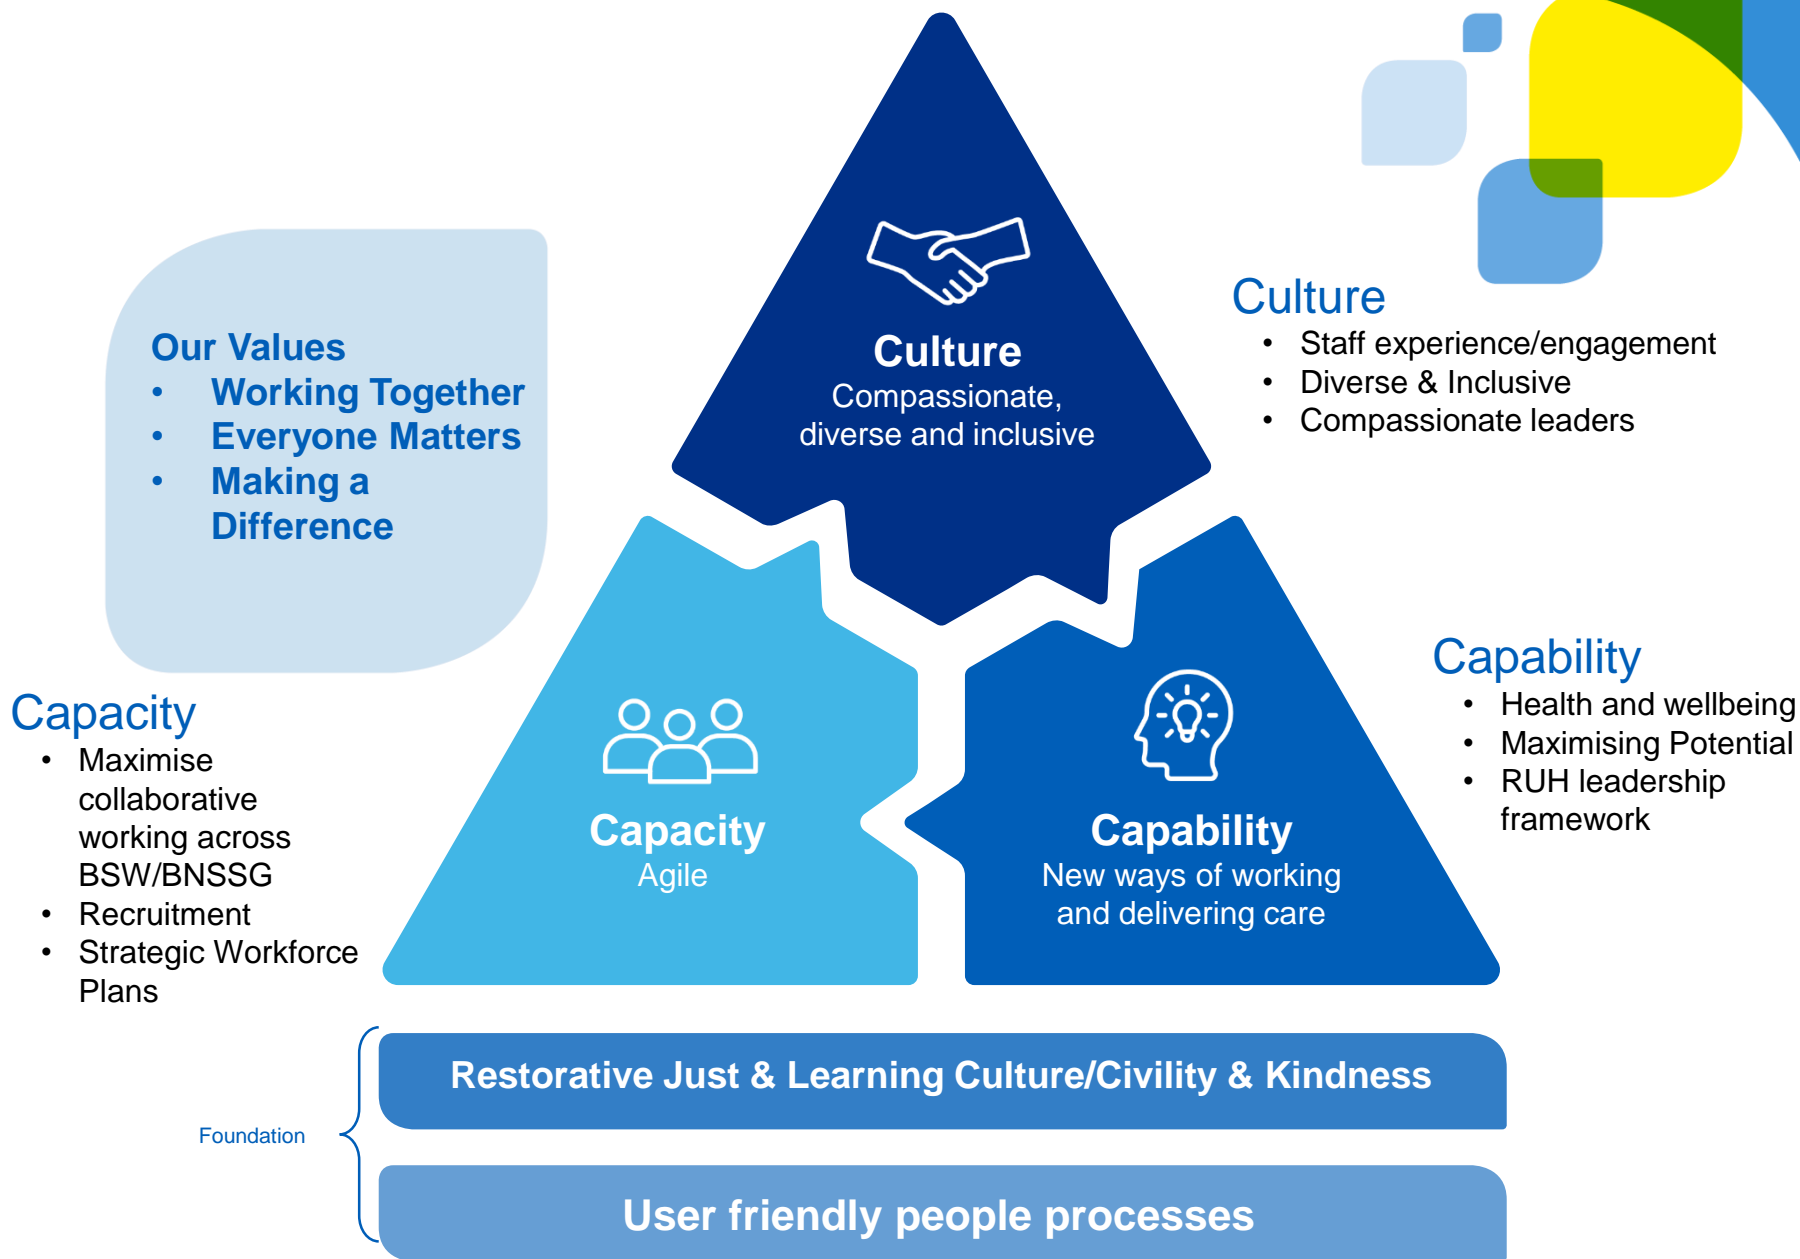 Our Values
• Working Together
• Everyone Matters
• Making a
Difference
Culture
Compassionate,
diverse and inclusive
Culture
• Staff experience/engagement
• Diverse & Inclusive
• Compassionate leaders
Capacity
• Maximise
collaborative
working across
BSW/BNSSG
• Recruitment
• Strategic Workforce
Plans
Capacity
Agile
Capability
New ways of working
and delivering care
Capability
• Health and wellbeing
• Maximising Potential
• RUH leadership
framework
Foundation
Restorative Just & Learning Culture/Civility & Kindness
User friendly people processes